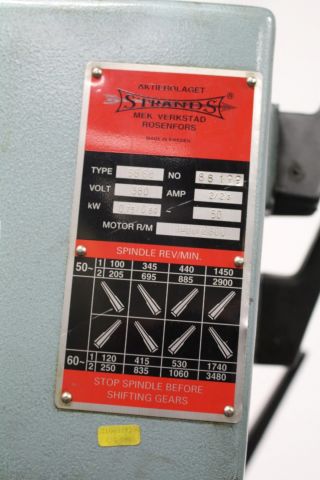 AKTIEBOLAGET
STRANDS ®
MEK VERKSTAD
ROSENFORS
MADE IN SWEDEN
TYPE NO 88199
VOLT 380 AMP
kW 50
MOTOR R/M
SPINDLE REV/MIN.
50~ 1 100 345 440 1450
2 205 695 885 2900
60~ 1 120 415 530 1740
2 250 835 1060 3480
STOP SPINDLE BEFORE
SHIFTING GEARS